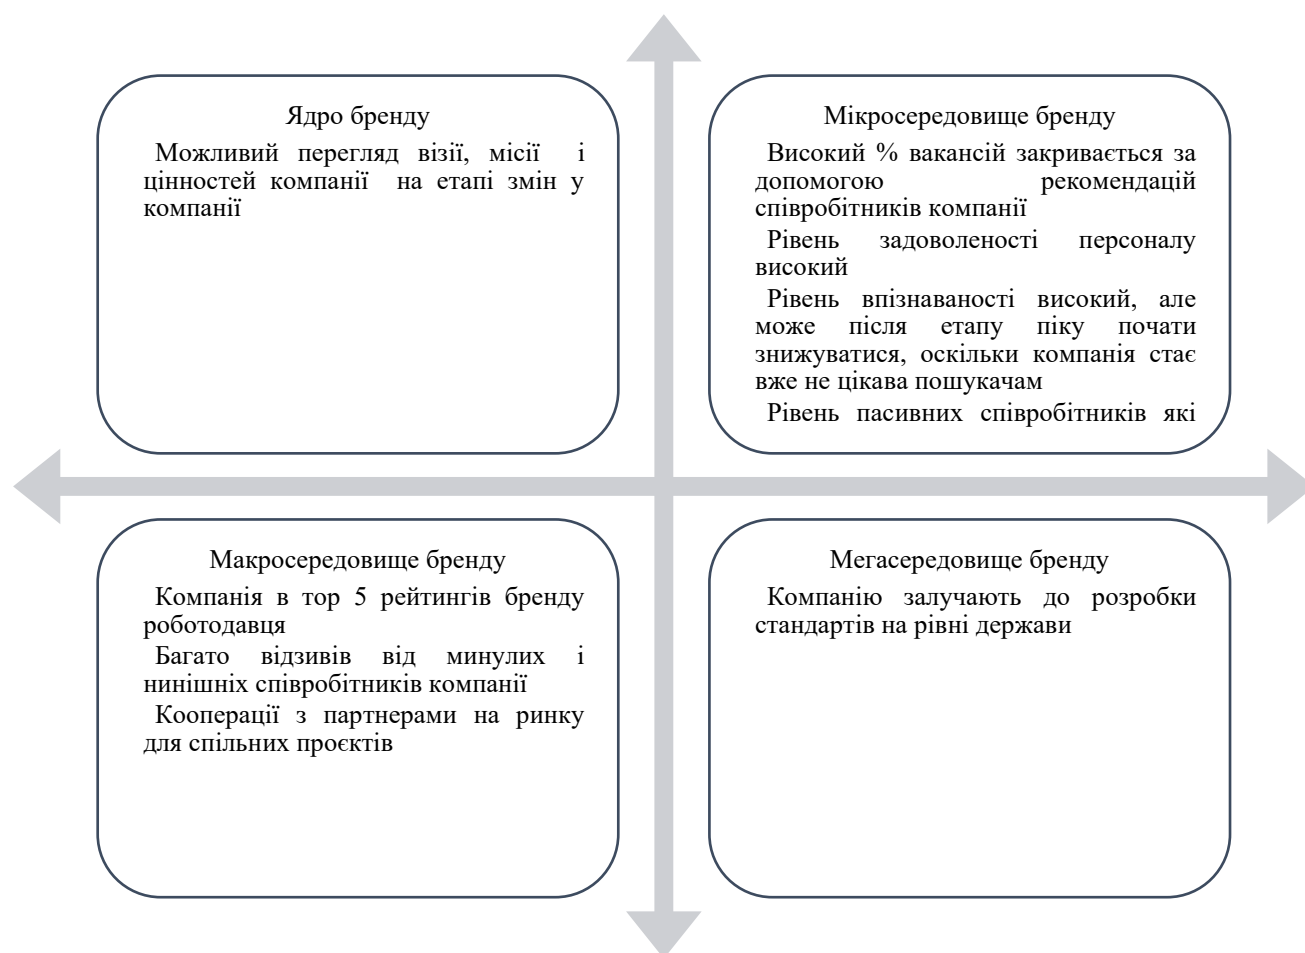 Ядро бренду
Можливий перегляд візії, місії і
цінностей компанії на етапі змін у
компанії
Мікросередовище бренду
Високий % вакансій закривається за
допомогою рекомендацій
співробітників компанії
Рівень задоволеності персоналу
високий
Рівень впізнаваності високий, але
може після етапу піку почати
знижуватися, оскільки компанія стає
вже не цікава пошукачам
Рівень пасивних співробітників які
Макросередовище бренду
Компанія в тор 5 рейтингів бренду
роботодавця
Багато відзивів від минулих і
нинішніх співробітників компанії
Кооперації з партнерами на ринку
для спільних проєктів
Мегасередовище бренду
Компанію залучають до розробки
стандартів на рівні держави